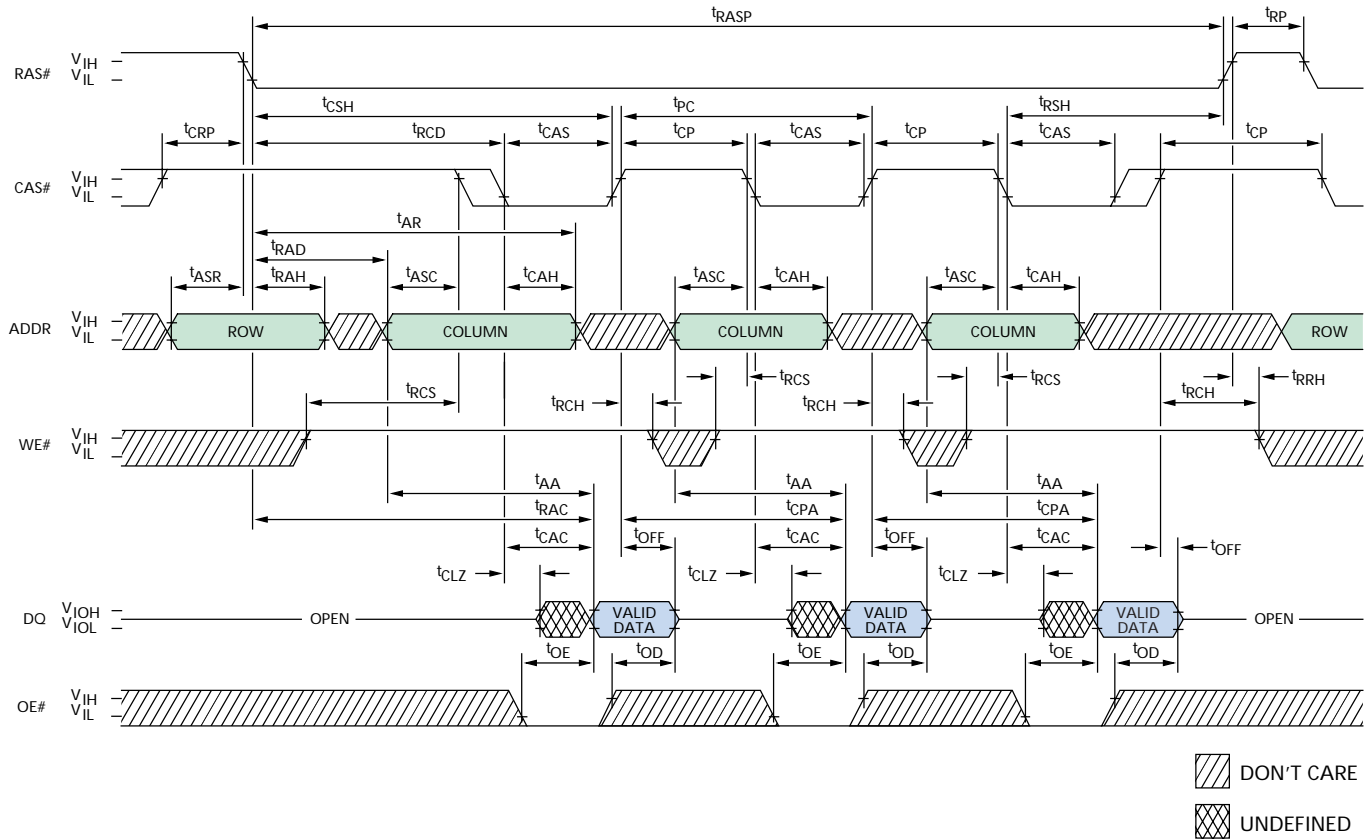 tRASP tRP
RAS# VIH
VIL
tCSH tPC tRSH
tCRP tRCD tCAS tCP tCAS tCP tCAS tCP
CAS# VIH
VIL
tAR
tRAD
tASR tRAH tASC tCAH tASC tCAH tASC tCAH
ADDR VIH
VIL
ROW COLUMN COLUMN COLUMN ROW
tRCS tRCH tRCS tRCH tRCS tRCH tRRH
WE# VIH
VIL
tAA tAA tAA
tRAC tCPA tCPA
tCAC tOFF tCAC tOFF tCAC tOFF
tCLZ tCLZ tCLZ
DQ VIOH
VIOL
OPEN VALID DATA VALID DATA VALID DATA OPEN
tOE tOD tOE tOD tOE tOD
OE# VIH
VIL
DON'T CARE
UNDEFINED